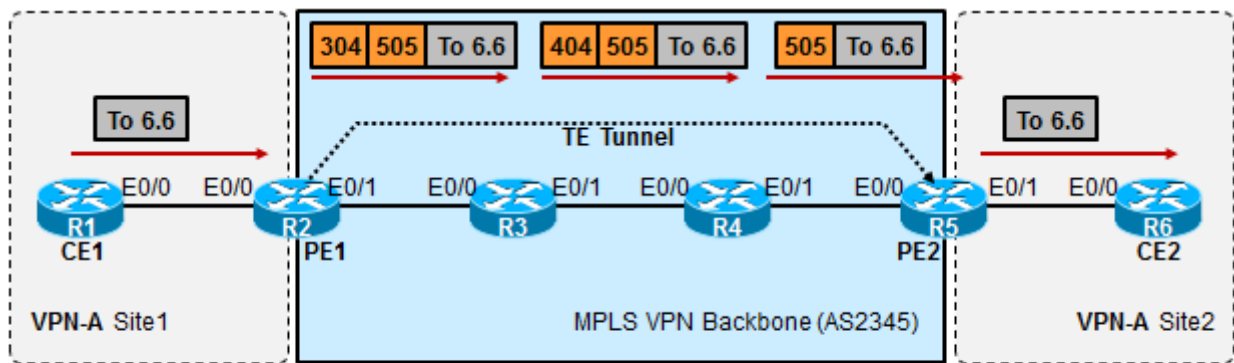 304 505 To 6.6 404 505 To 6.6 505 To 6.6
To 6.6 To 6.6
TE Tunnel
E0/0 E0/0 E0/1 E0/0 E0/1 E0/0 E0/1 E0/0 E0/1 E0/0
R1 R2 R3 R4 R5 R6
CE1 PE1 PE2 CE2
VPN-A Site1 MPLS VPN Backbone (AS2345) VPN-A Site2